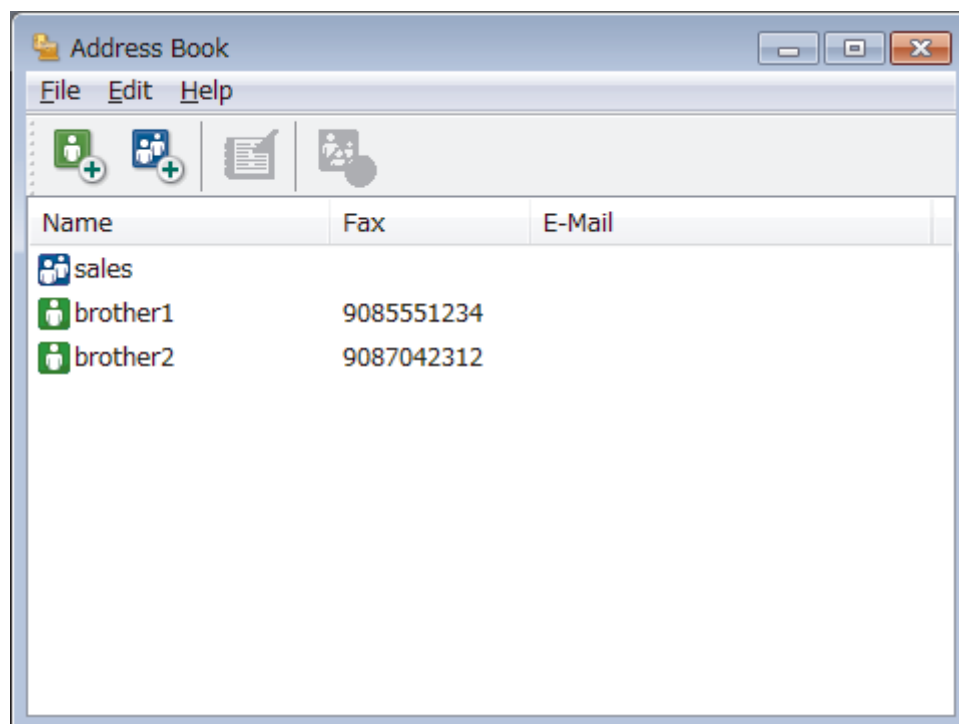 Address Book
File Edit Help
Name Fax E-Mail
sales
brother1 9085551234
brother2 9087042312